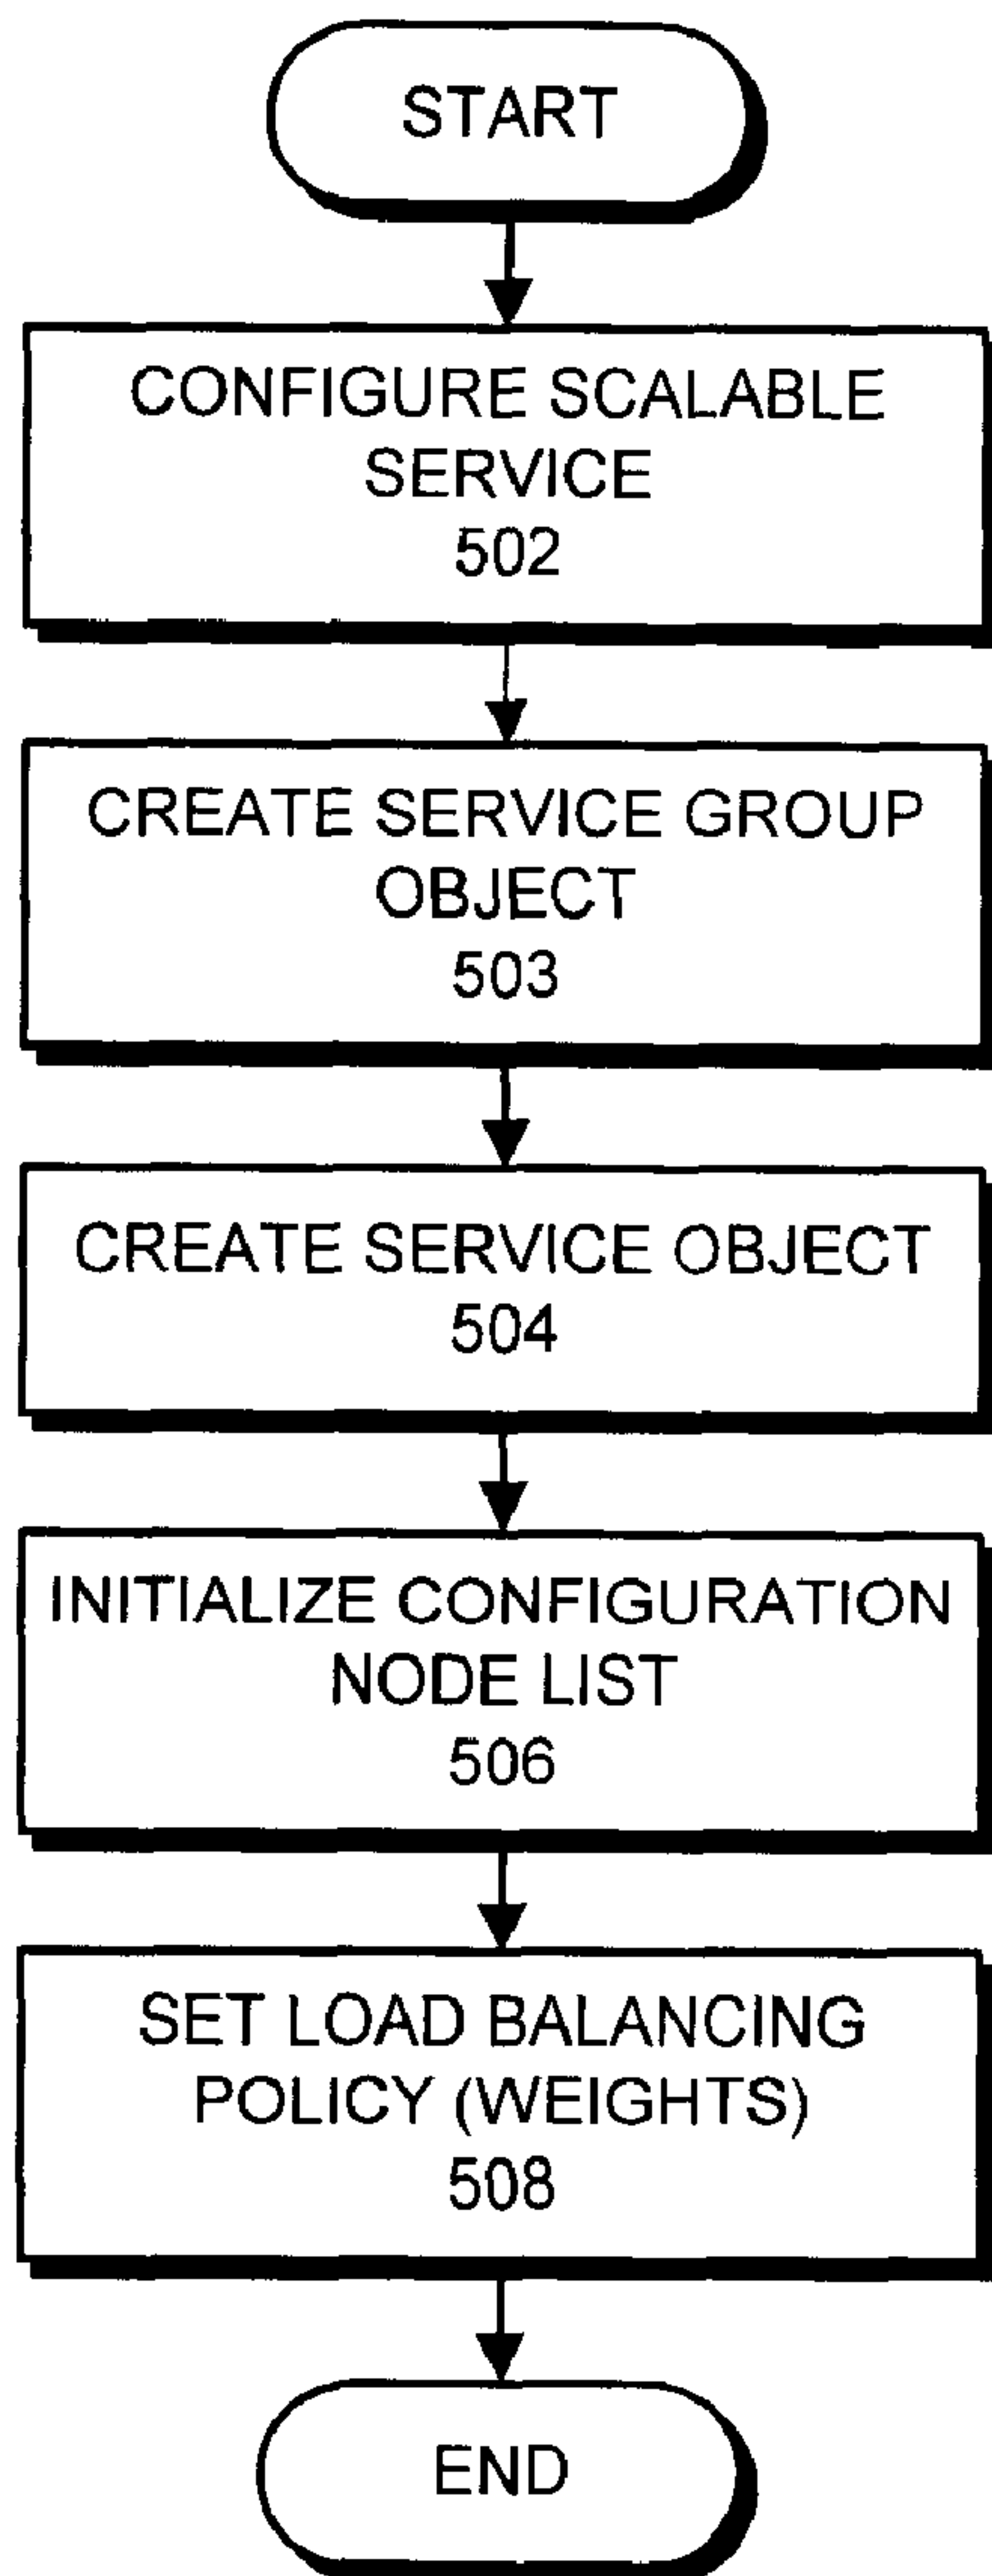 START
CONFIGURE SCALABLE
SERVICE
502
CREATE SERVICE GROUP
OBJECT
503
CREATE SERVICE OBJECT
504
INITIALIZE CONFIGURATION
NODE LIST
506
SET LOAD BALANCING
POLICY (WEIGHTS)
508
END